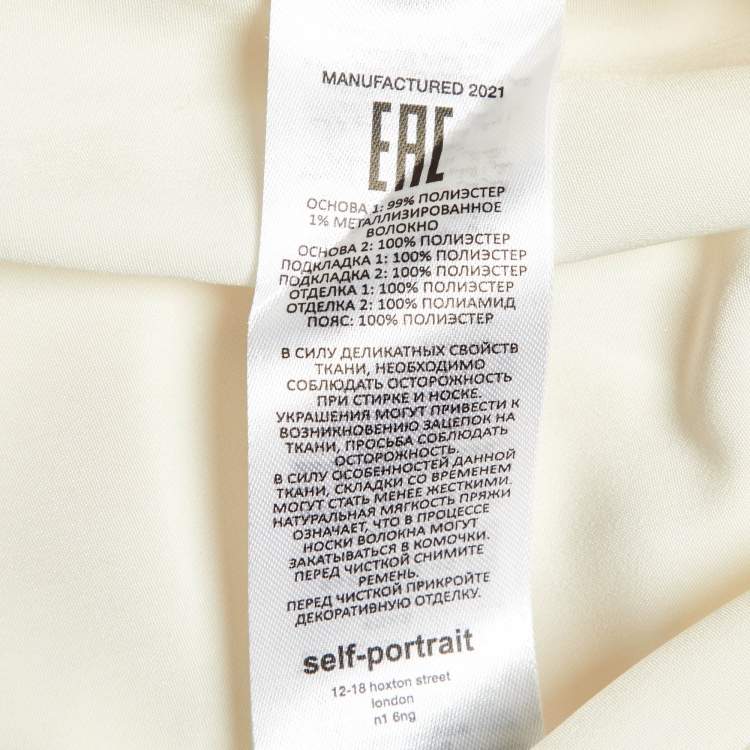 MANUFACTURED 2021
EAC
ОСНОВА 1: 99% ПОЛИЭСТЕР
1% МЕТАЛЛИЗИРОВАННОЕ
ВОЛОКНО
ОСНОВА 2: 100% ПОЛИЭСТЕР
ПОДКЛАДКА 1: 100% ПОЛИЭСТЕР
ПОДКЛАДКА 2: 100% ПОЛИЭСТЕР
ОТДЕЛКА 1: 100% ПОЛИЭСТЕР
ОТДЕЛКА 2: 100% ПОЛИАМИД
ПОЯС: 100% ПОЛИЭСТЕР
В СИЛУ ДЕЛИКАТНЫХ СВОЙСТВ
ТКАНИ, НЕОБХОДИМО
СОБЛЮДАТЬ ОСТОРОЖНОСТЬ
ПРИ СТИРКЕ И НОСКЕ.
УКРАШЕНИЯ МОГУТ ПРИВЕСТИ К
ВОЗНИКНОВЕНИЮ ЗАЦЕПОК НА
ТКАНИ, ПРОСЬБА СОБЛЮДАТЬ
ОСТОРОЖНОСТЬ.
В СИЛУ ОСОБЕННОСТЕЙ ДАННОЙ
ТКАНИ, СКЛАДКИ СО ВРЕМЕНЕМ
МОГУТ СТАТЬ МЕНЕЕ ЖЕСТКИМИ.
НАТУРАЛЬНАЯ МЯГКОСТЬ ПРЯЖИ
ОЗНАЧАЕТ, ЧТО В ПРОЦЕССЕ
НОСКИ ВОЛОКНА МОГУТ
ЗАКАТЫВАТЬСЯ В КОМОЧКИ.
ПЕРЕД ЧИСТКОЙ СНИМИТЕ
РЕМЕНЬ.
ПЕРЕД ЧИСТКОЙ ПРИКРОЙТЕ
ДЕКОРАТИВНУЮ ОТДЕЛКУ.
self-portrait
12-18 hoxton street
london
n1 6ng